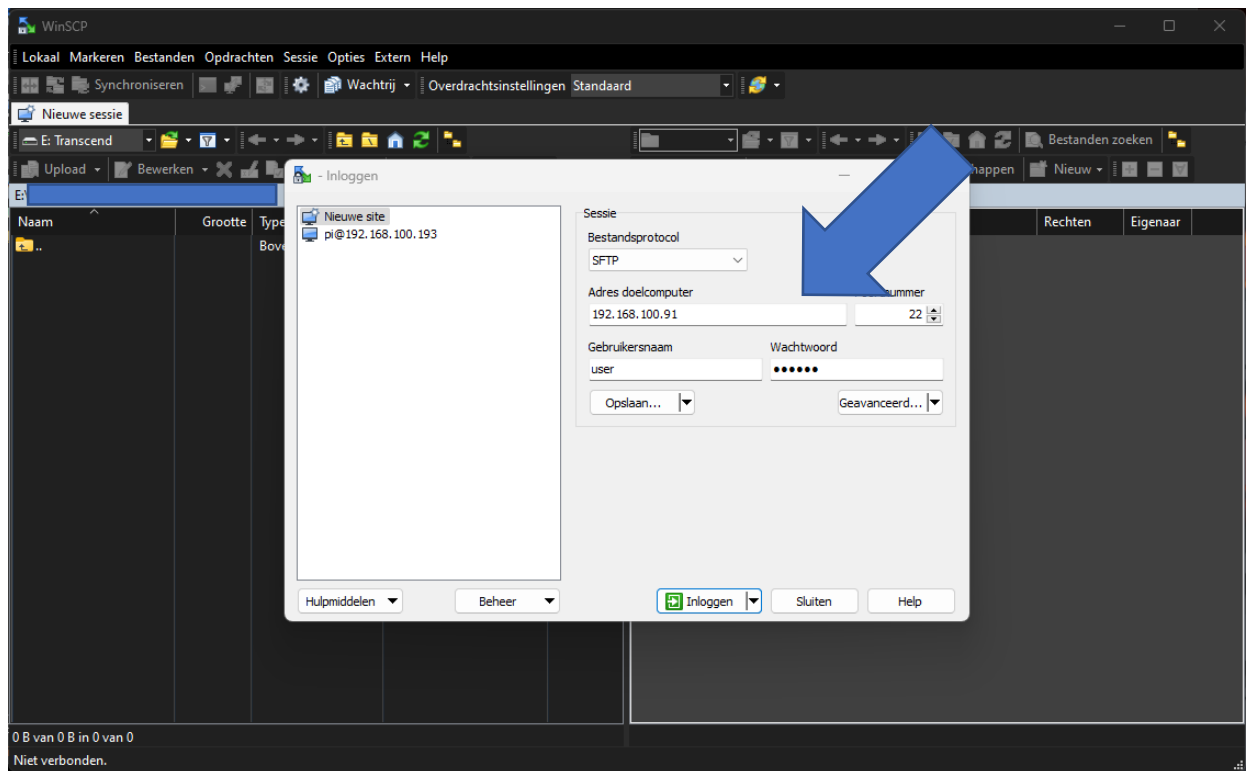 WinSCP
Lokaal Markeren Bestanden Opdrachten Sessie Opties Extern Help
Synchroniseren Wachtrij Overdrachtsinstellingen Standaard
Nieuwe sessie
E: Transcend Bestanden zoeken
Upload Bewerken Nieuw
E:\
Naam Grootte Type Rechten Eigenaar
..
- Inloggen
Nieuwe site
pi@192.168.100.193
Sessie
Bestandsprotocol
SFTP
Adres doelcomputer
192.168.100.91 22
Gebruikersnaam Wachtwoord
user ••••••
Opslaan... Geavanceerd...
Hulpmiddelen Beheer Inloggen Sluiten Help
0 B van 0 B in 0 van 0
Niet verbonden.